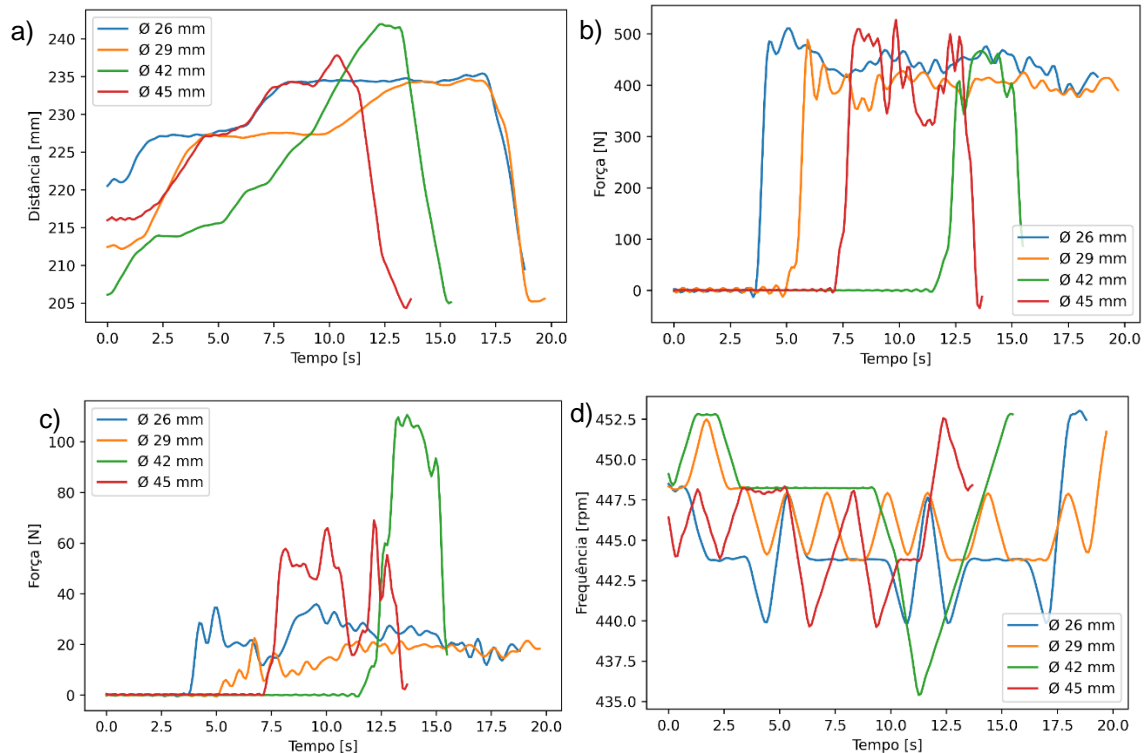 a)
Ø 26 mm
Ø 29 mm
Ø 42 mm
Ø 45 mm
240
235
230
225
220
215
210
205
Distância [mm]
0.0 2.5 5.0 7.5 10.0 12.5 15.0 17.5 20.0
Tempo [s]
b)
500
400
300
200
100
0
Força [N]
Ø 26 mm
Ø 29 mm
Ø 42 mm
Ø 45 mm
0.0 2.5 5.0 7.5 10.0 12.5 15.0 17.5 20.0
Tempo [s]
c)
Ø 26 mm
Ø 29 mm
Ø 42 mm
Ø 45 mm
100
80
60
40
20
0
Força [N]
0.0 2.5 5.0 7.5 10.0 12.5 15.0 17.5 20.0
Tempo [s]
d)
452.5
450.0
447.5
445.0
442.5
440.0
437.5
435.0
Frequência [rpm]
Ø 26 mm
Ø 29 mm
Ø 42 mm
Ø 45 mm
0.0 2.5 5.0 7.5 10.0 12.5 15.0 17.5 20.0
Tempo [s]